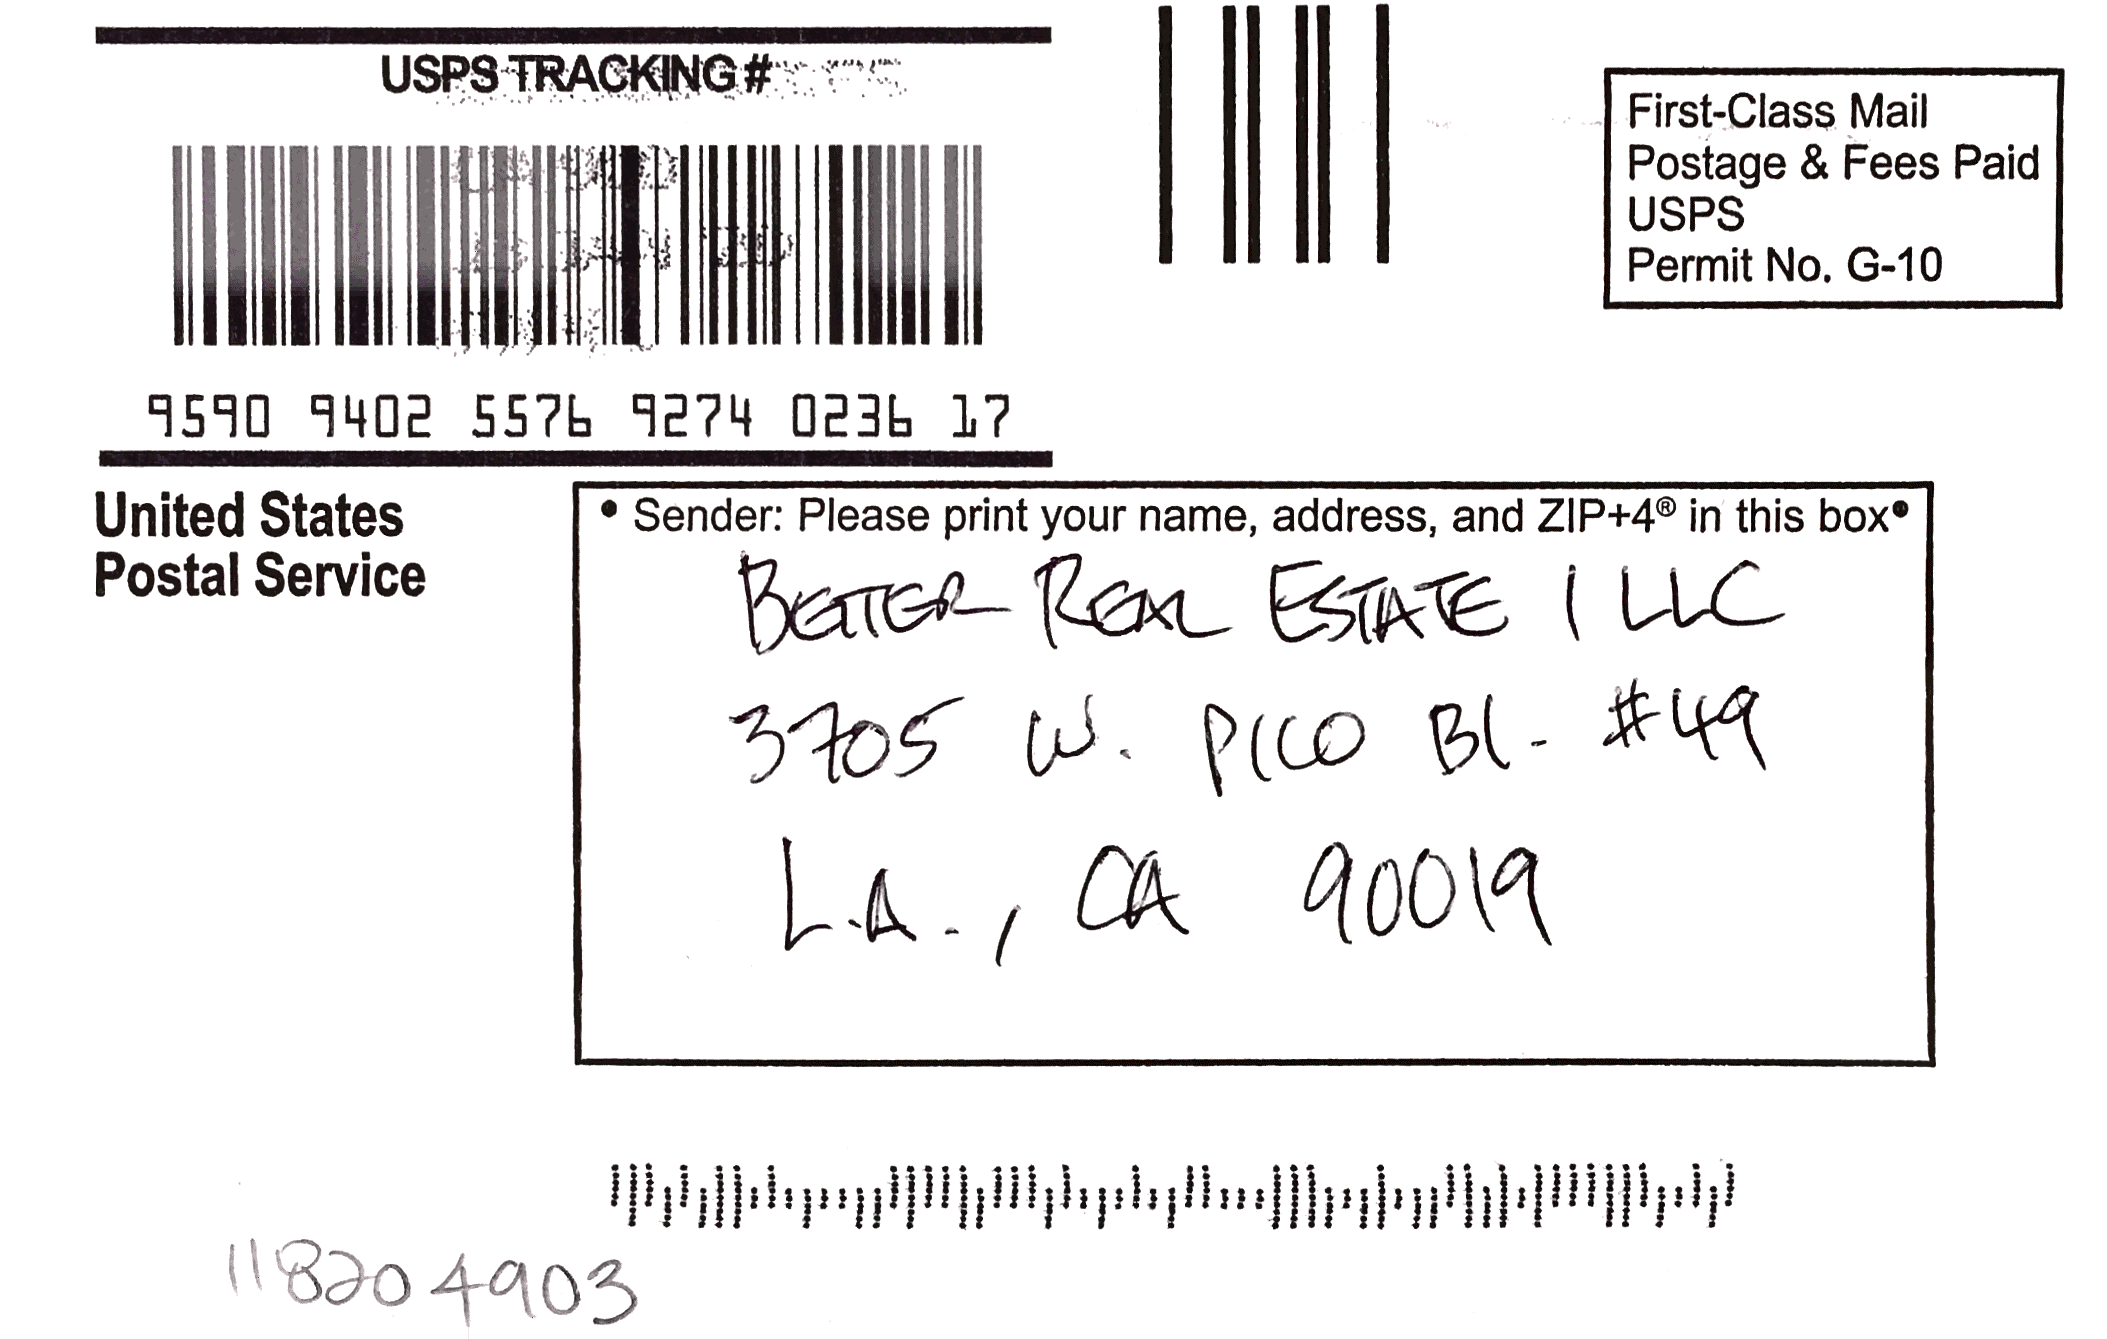 USPS TRACKING #
First-Class Mail
Postage & Fees Paid
USPS
Permit No. G-10
9590 9402 5576 9274 0236 17
United States
Postal Service
• Sender: Please print your name, address, and ZIP+4® in this box•
BETTER REAL ESTATE 1 LLC
3705 W. PICO Bl. #49
L.A., CA 90019
118204903